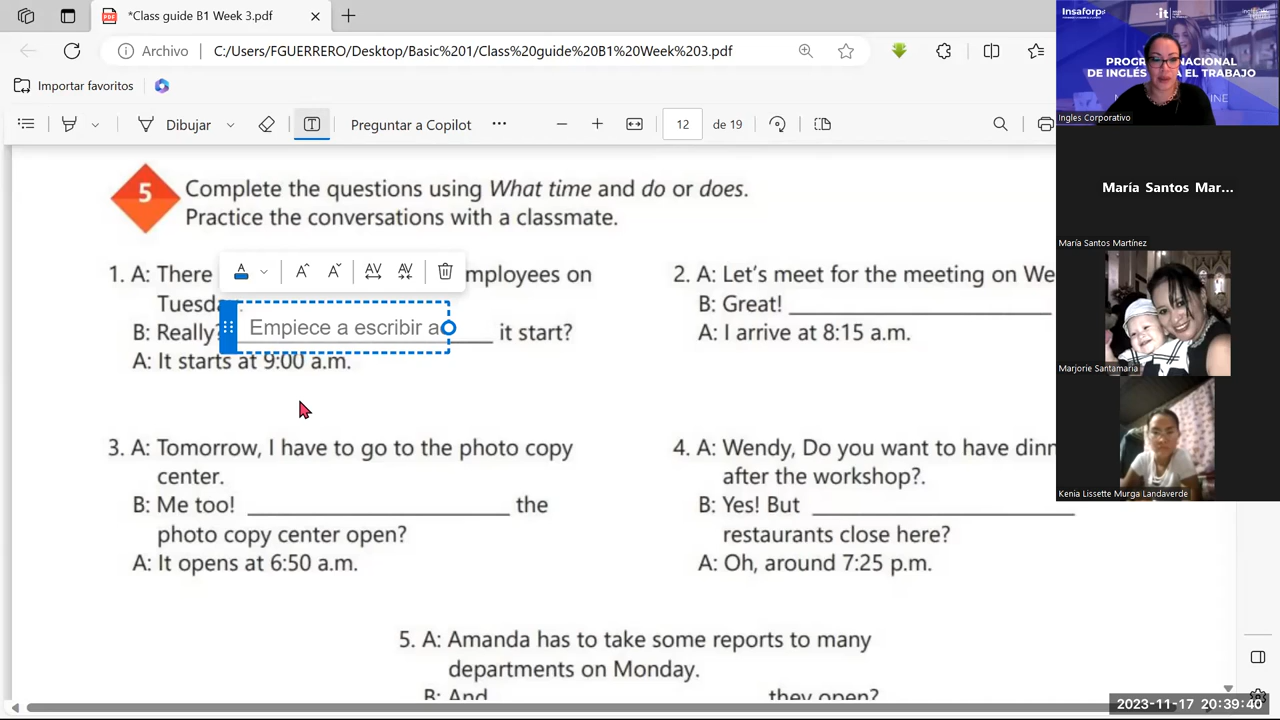 *Class guide B1 Week 3.pdf
Archivo C:/Users/FGUERRERO/Desktop/Basic%201/Class%20guide%20B1%20Week%203.pdf
Importar favoritos
Dibujar
Preguntar a Copilot
12 de 19
5 Complete the questions using What time and do or does.
Practice the conversations with a classmate.
1. A: There mployees on
Tuesda
B: Really? it start?
Empiece a escribir a
A: It starts at 9:00 a.m.
2. A: Let's meet for the meeting on We
B: Great!
A: I arrive at 8:15 a.m.
3. A: Tomorrow, I have to go to the photo copy
center.
B: Me too! the
photo copy center open?
A: It opens at 6:50 a.m.
4. A: Wendy, Do you want to have dinn
after the workshop?.
B: Yes! But
restaurants close here?
A: Oh, around 7:25 p.m.
5. A: Amanda has to take some reports to many
departments on Monday.
B: And they open?
Insaforp
Ingles Corporativo
María Santos Mar...
María Santos Martínez
Marjorie Santamaria
Kenia Lissette Murga Landaverde
2023-11-17 20:39:40